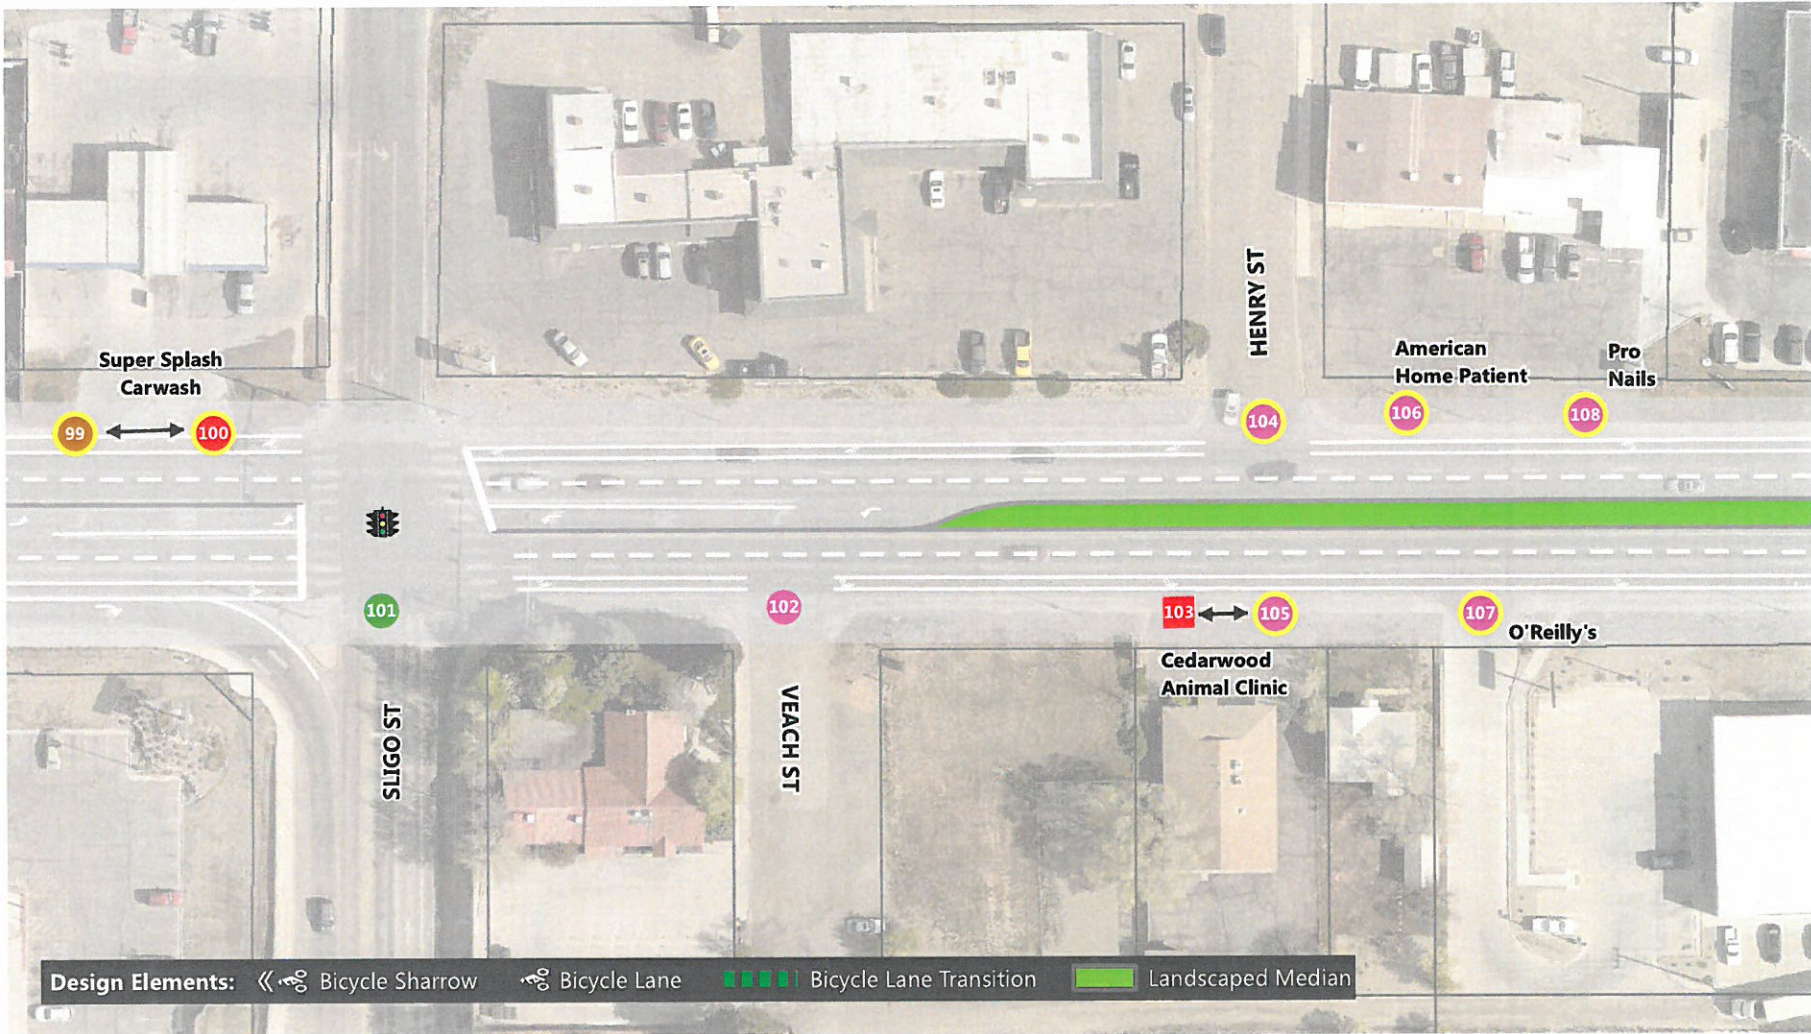 HENRY ST
Super Splash
Carwash
American
Home Patient
Pro
Nails
99
100
104
106
108
101
102
103
105
107
O'Reilly's
Cedarwood
Animal Clinic
SLIGO ST
VEACH ST
Design Elements: Bicycle Sharrow Bicycle Lane Bicycle Lane Transition Landscaped Median